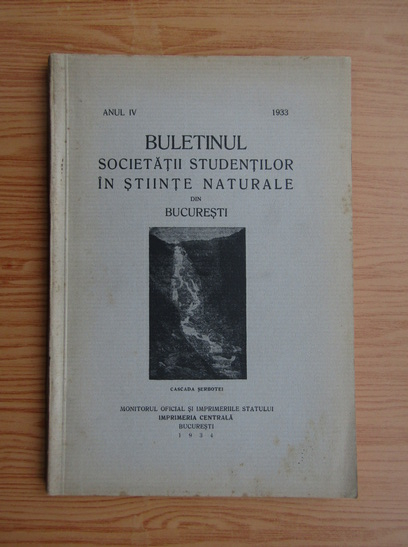 ANUL IV 1933
BULETINUL
SOCIETĂȚII STUDENȚILOR
ÎN ȘTIINȚE NATURALE
DIN
BUCUREȘTI
CASCADA ȘERBOTEI
MONITORUL OFICIAL ȘI IMPRIMERIILE STATULUI
IMPRIMERIA CENTRALĂ
BUCUREȘTI
1934